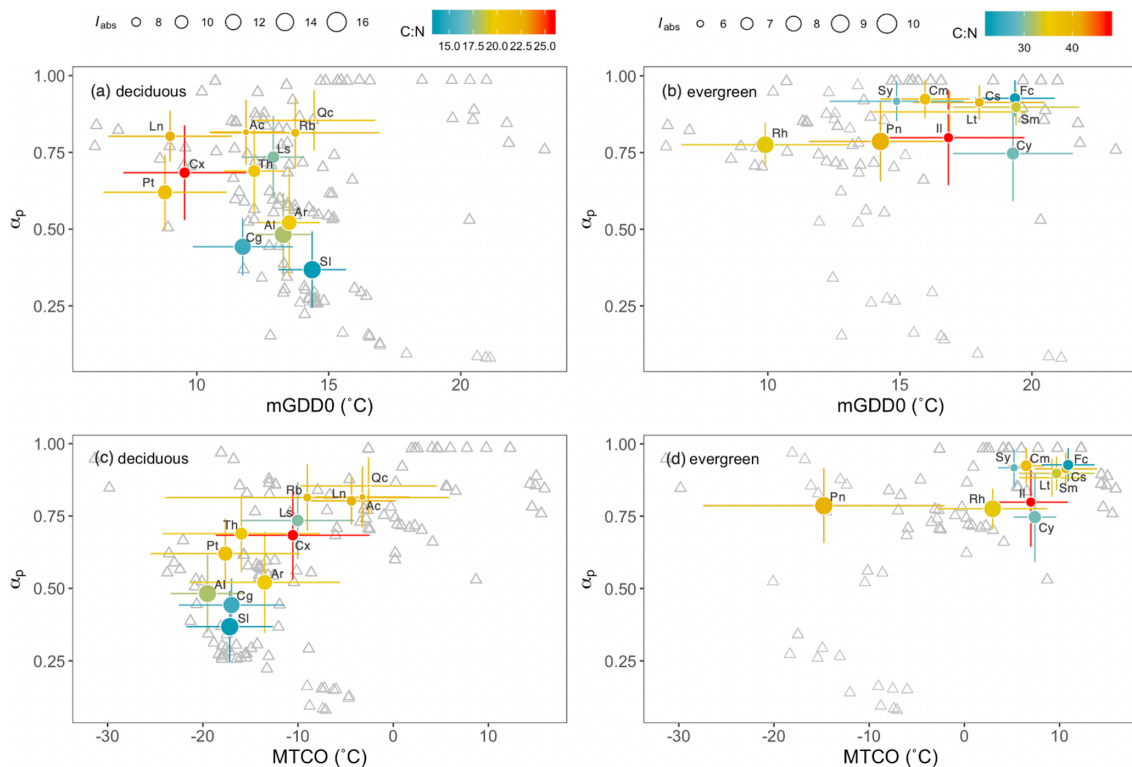 I_abs 8 10 12 14 16 C:N 15.0 17.5 20.0 22.5 25.0
I_abs 6 7 8 9 10 C:N 30 40
(a) deciduous
1.00
0.75
0.50
0.25
α_p
Ln Ac Qc Rb Cx Ls Th Pt Ar Al Cg Sl
10 15 20
mGDD0 (˚C)
(b) evergreen
1.00
0.75
0.50
0.25
α_p
Sy Cm Cs Fc Lt Sm Rh Pn Il Cy
10 15 20
mGDD0 (˚C)
(c) deciduous
1.00
0.75
0.50
0.25
α_p
Qc Rb Ln Ac Ls Th Cx Pt Ar Al Cg Sl
-30 -20 -10 0 10
MTCO (˚C)
(d) evergreen
1.00
0.75
0.50
0.25
α_p
Sy Cm Fc Cs Lt Sm Pn Rh Il Cy
-30 -20 -10 0 10
MTCO (˚C)